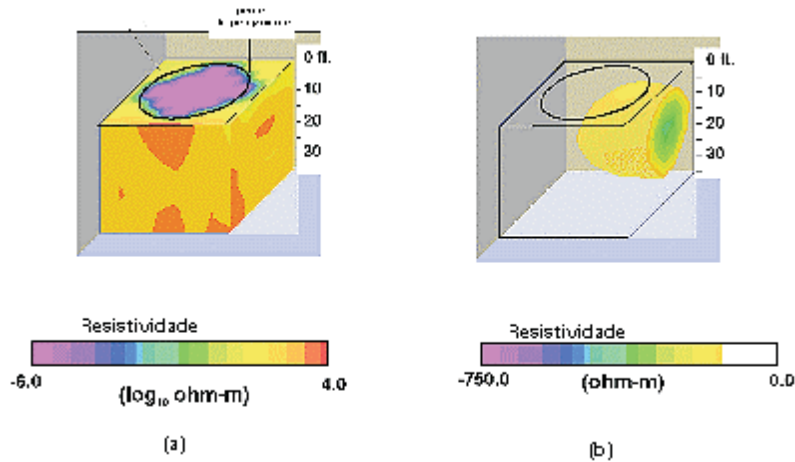 0 ft.
10
20
30
0 ft.
10
20
30
Resistividade
-6.0
4.0
(log₁₀ ohm-m)
(a)
Resistividade
-750.0
0.0
(ohm-m)
(b)